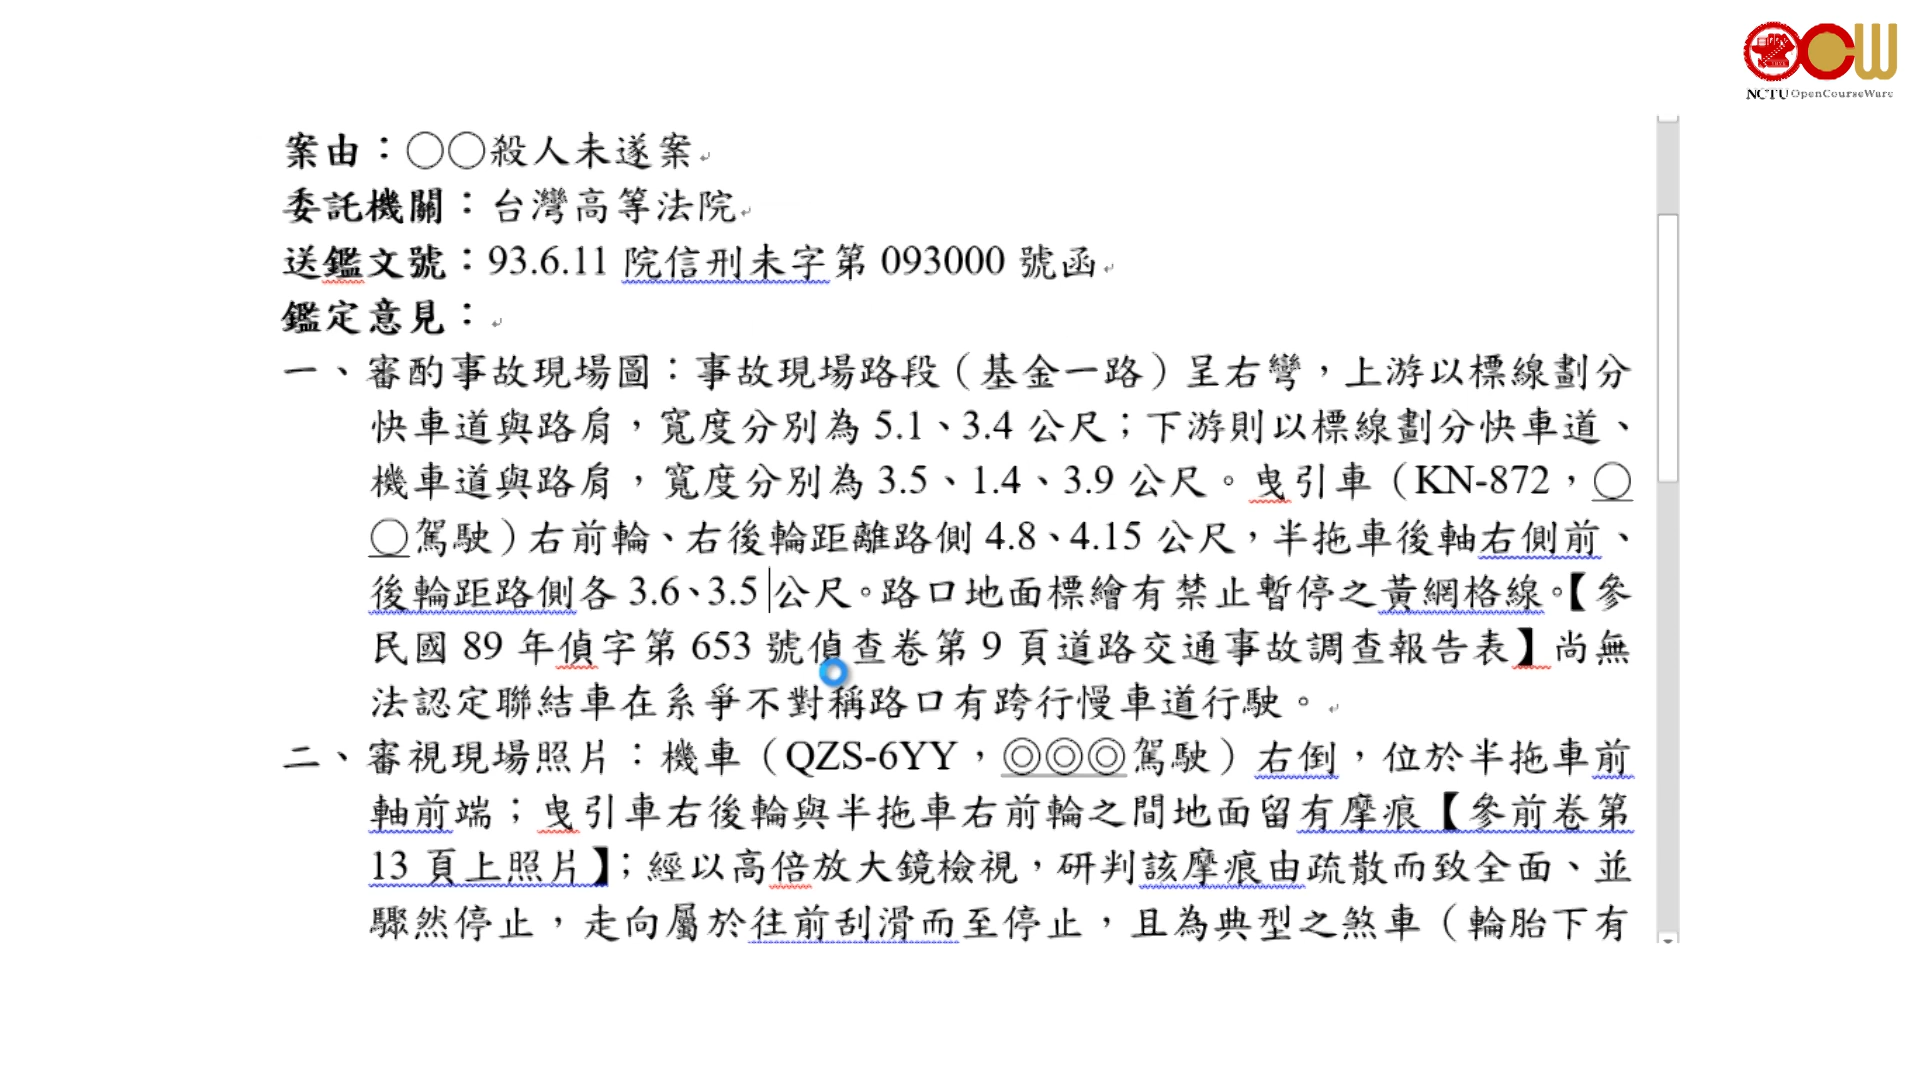 NCTU OpenCourseWare
案由：○○殺人未遂案
委託機關：台灣高等法院
送鑑文號：93.6.11 院信刑未字第 093000 號函
鑑定意見：
一、審酌事故現場圖：事故現場路段（基金一路）呈右彎，上游以標線劃分
快車道與路肩，寬度分別為 5.1、3.4 公尺；下游則以標線劃分快車道、
機車道與路肩，寬度分別為 3.5、1.4、3.9 公尺。曳引車（KN-872，○
○駕駛）右前輪、右後輪距離路側 4.8、4.15 公尺，半拖車後軸右側前、
後輪距路側各 3.6、3.5 公尺。路口地面標繪有禁止暫停之黃網格線。【參
民國 89 年偵字第 653 號偵查卷第 9 頁道路交通事故調查報告表】尚無
法認定聯結車在系爭不對稱路口有跨行慢車道行駛。
二、審視現場照片：機車（QZS-6YY，◎◎◎駕駛）右倒，位於半拖車前
軸前端；曳引車右後輪與半拖車右前輪之間地面留有摩痕【參前卷第
13 頁上照片】；經以高倍放大鏡檢視，研判該摩痕由疏散而致全面、並
驟然停止，走向屬於往前刮滑而至停止，且為典型之煞車（輪胎下有